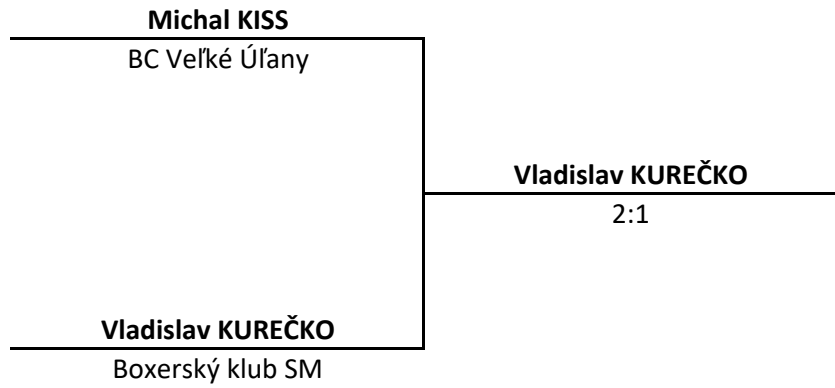 Michal KISS
BC Veľké Úľany
Vladislav KUREČKO
2:1
Vladislav KUREČKO
Boxerský klub SM